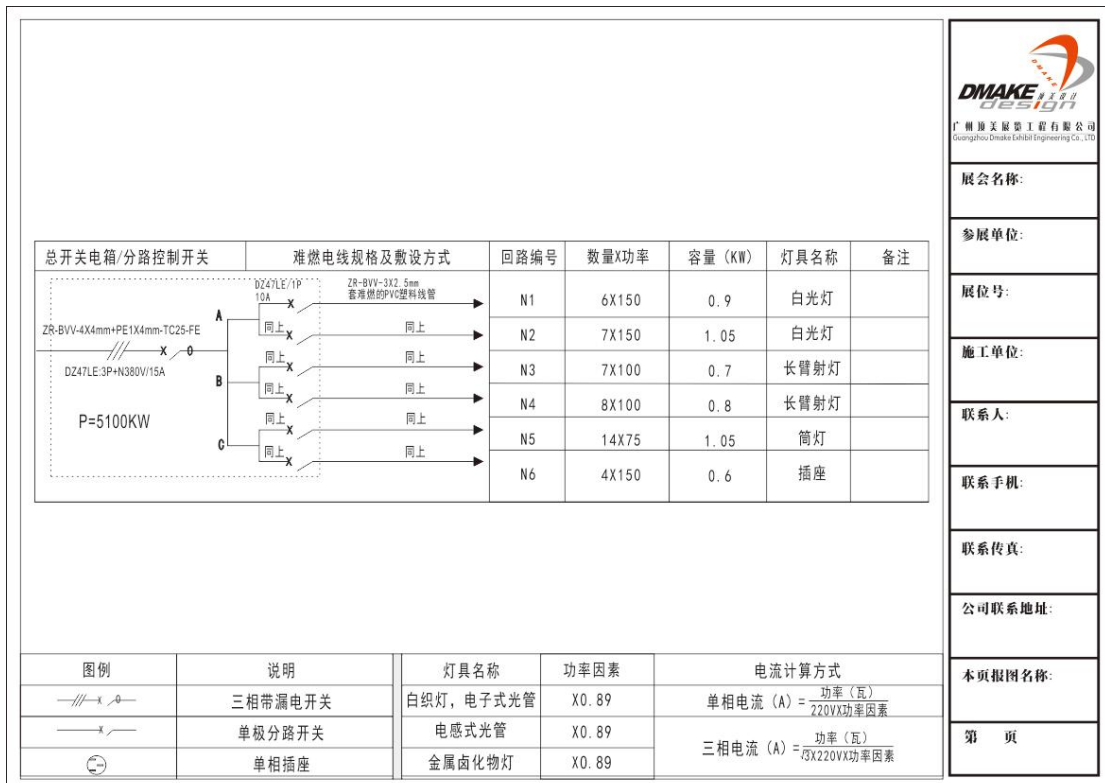 DMAKE 顶美设计
design
广州顶美展览工程有限公司
Guangzhou Dmake Exhibit Engineering Co., LTD
展会名称:
参展单位:
展位号:
施工单位:
联系人:
联系手机:
联系传真:
公司联系地址:
本页报图名称:
第 页
总开关电箱/分路控制开关 难燃电线规格及敷设方式 回路编号 数量X功率 容量 (KW) 灯具名称 备注
DZ47LE/1P
10A
ZR-BVV-3X2.5mm
套难燃的PVC塑料线管
N1 6X150 0.9 白光灯
A
同上 同上 N2 7X150 1.05 白光灯
ZR-BVV-4X4mm+PE1X4mm-TC25-FE
同上 同上 N3 7X100 0.7 长臂射灯
DZ47LE:3P+N380V/15A
B
同上 同上 N4 8X100 0.8 长臂射灯
P=5100KW
同上 同上 N5 14X75 1.05 筒灯
C
同上 同上 N6 4X150 0.6 插座
图例 说明 灯具名称 功率因素 电流计算方式
三相带漏电开关 白炽灯，电子式光管 X0.89 单相电流 (A) = 功率（瓦） / 220VX功率因素
单极分路开关 电感式光管 X0.89
单相插座 金属卤化物灯 X0.89
三相电流 (A) = 功率（瓦） / √3X220VX功率因素